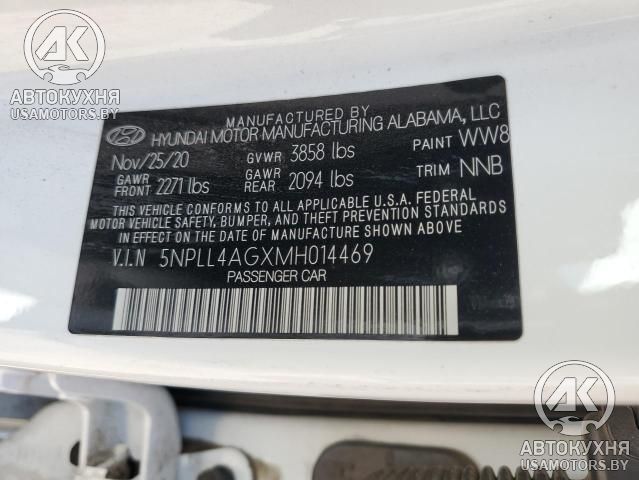 AK
АВТОКУХНЯ
USAMOTORS.BY
MANUFACTURED BY
HYUNDAI MOTOR MANUFACTURING ALABAMA, LLC
Nov/25/20 GVWR 3858 lbs PAINT WW8
GAWR FRONT 2271 lbs GAWR REAR 2094 lbs TRIM NNB
THIS VEHICLE CONFORMS TO ALL APPLICABLE U.S.A. FEDERAL
MOTOR VEHICLE SAFETY, BUMPER, AND THEFT PREVENTION STANDARDS
IN EFFECT ON THE DATE OF MANUFACTURE SHOWN ABOVE.
V.I.N 5NPLL4AGXMH014469
PASSENGER CAR
AK
АВТОКУХНЯ
USAMOTORS.BY